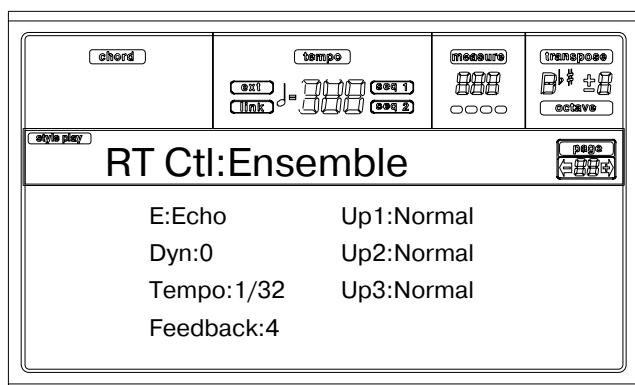 chord
tempo
measure
transpose
ext
seq 1
link
seq 2
octave
style play
RT Ctl:Ensemble
page
E:Echo
Up1:Normal
Dyn:0
Up2:Normal
Tempo:1/32
Up3:Normal
Feedback:4